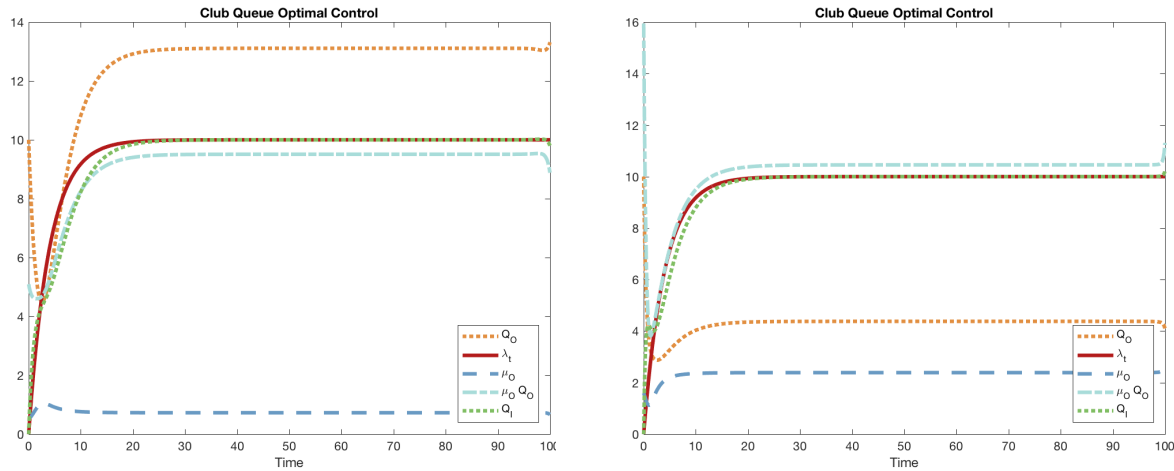 Club Queue Optimal Control
14
12
10
8
6
4
2
0
0 10 20 30 40 50 60 70 80 90 100
Time
Q_O
λ_t
μ_O
μ_O Q_O
Q_I
Club Queue Optimal Control
16
14
12
10
8
6
4
2
0
0 10 20 30 40 50 60 70 80 90 100
Time
Q_O
λ_t
μ_O
μ_O Q_O
Q_I